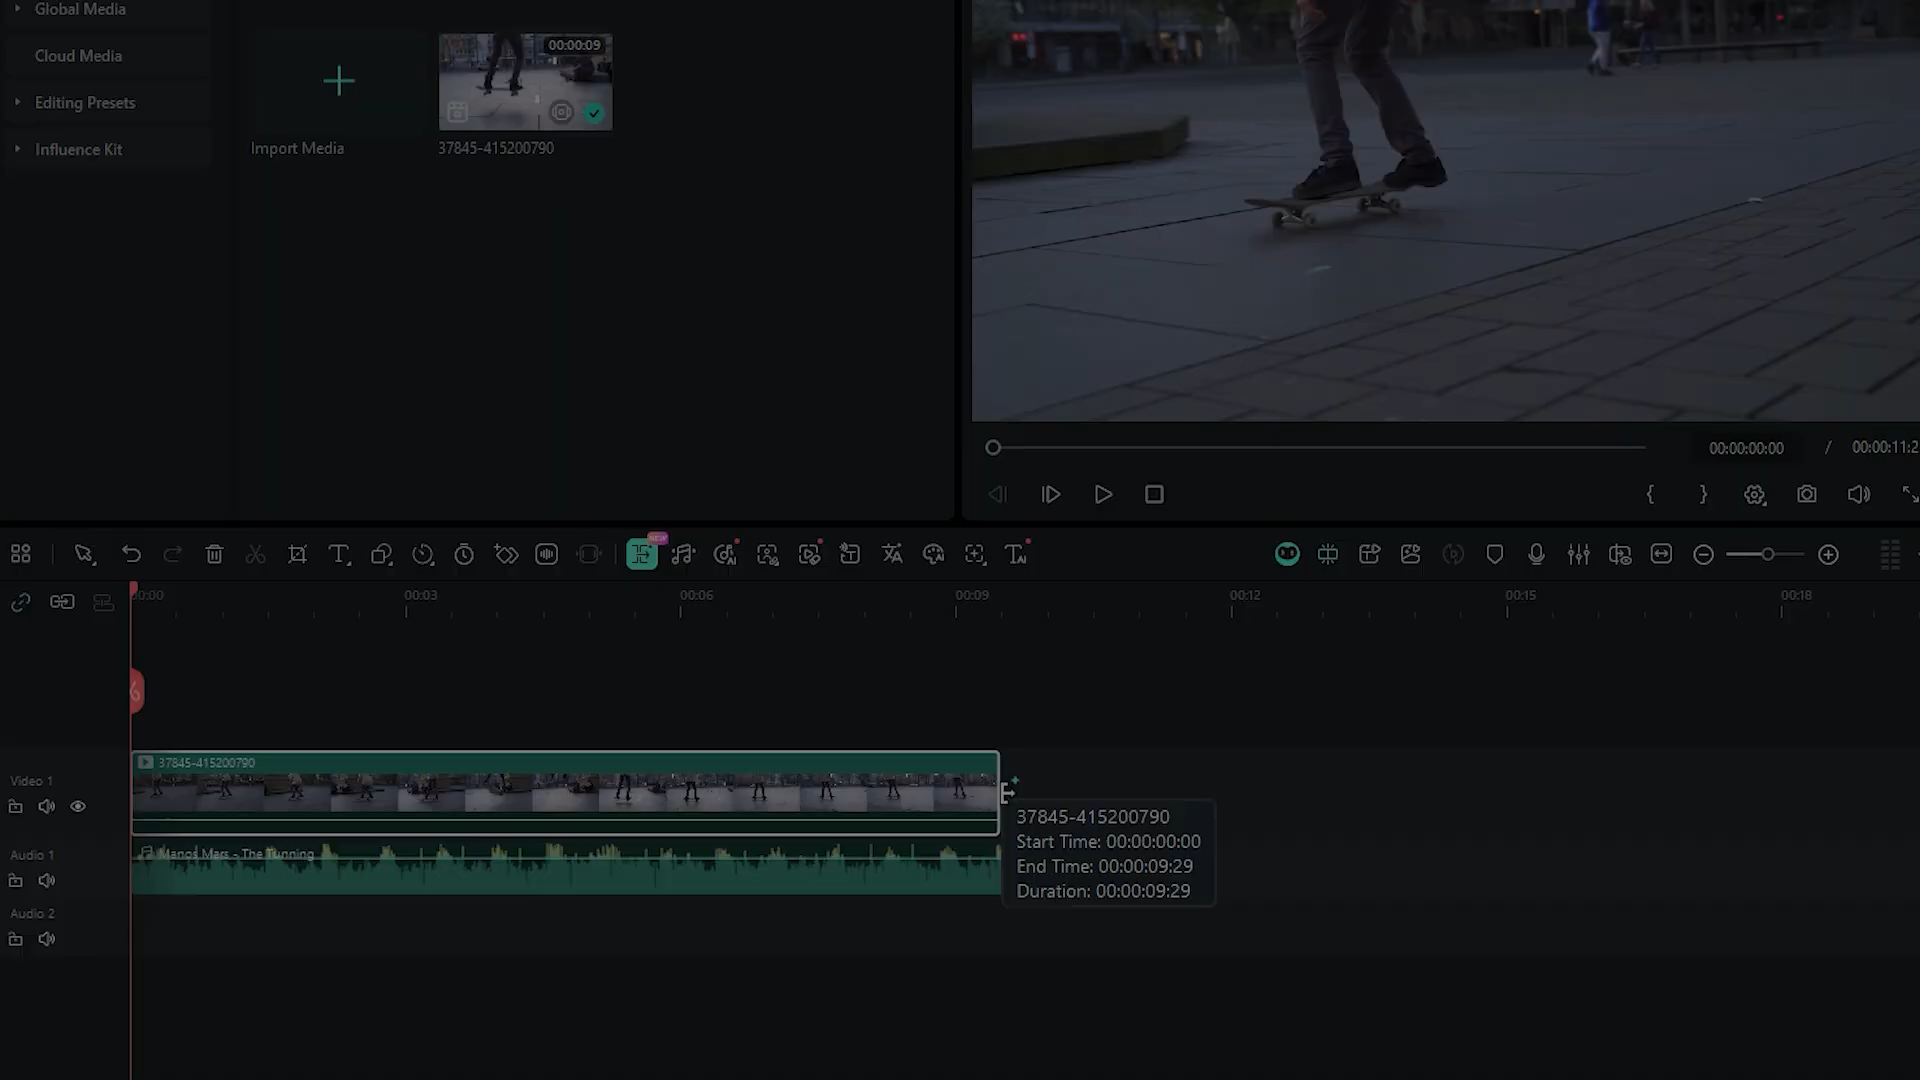 Global Media
Cloud Media
Editing Presets
Influence Kit
00:00:09
Import Media
37845-415200790
00:00:00:00 / 00:00:11:2
NEW
00:00 00:03 00:06 00:09 00:12 00:15 00:18
Video 1
37845-415200790
Audio 1
Manos Mars - The Tunning
Audio 2
37845-415200790
Start Time: 00:00:00:00
End Time: 00:00:09:29
Duration: 00:00:09:29